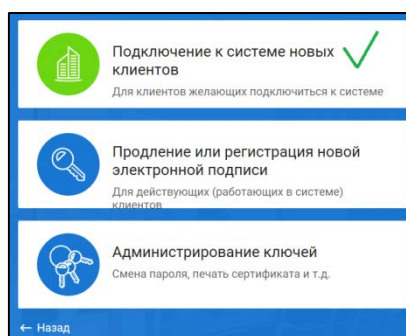 Подключение к системе новых
клиентов
Для клиентов желающих подключиться к системе
Продление или регистрация новой
электронной подписи
Для действующих (работающих в системе)
клиентов
Администрирование ключей
Смена пароля, печать сертификата и т.д.
← Назад